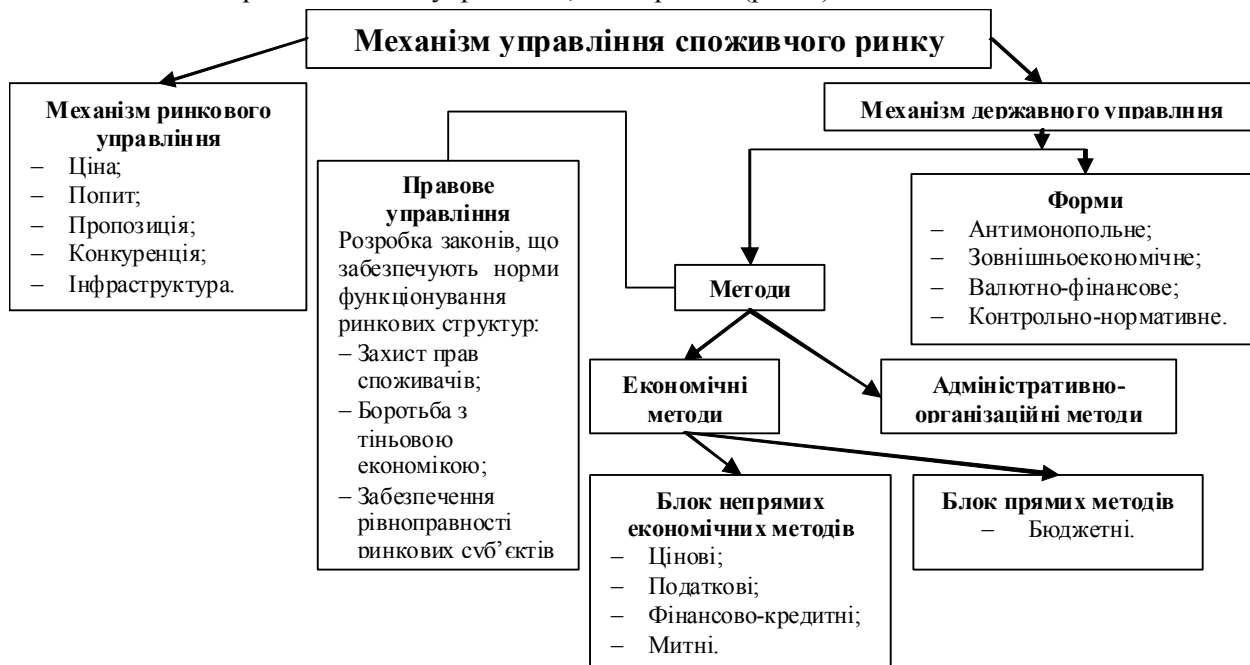 Механізм управління споживчого ринку
Механізм ринкового
управління
– Ціна;
– Попит;
– Пропозиція;
– Конкуренція;
– Інфраструктура.
Механізм державного управлння
Правове
управління
Розробка законів, що
забезпечують норми
функціонування
ринкових структур:
– Захист прав
споживачів;
– Боротьба з
тіньовою
економікою;
– Забезпечення
рівноправності
ринкових суб’єктів
Форми
– Антимонопольне;
– Зовнішньоекономічне;
– Валютно-фінансове;
– Контрольно-нормативне.
Методи
Економічні
методи
Адміністративно-
організаційні методи
Блок непрямих
економічних методів
– Цінові;
– Податкові;
– Фінансово-кредитні;
– Митні.
Блок прямих методів
– Бюджетні.